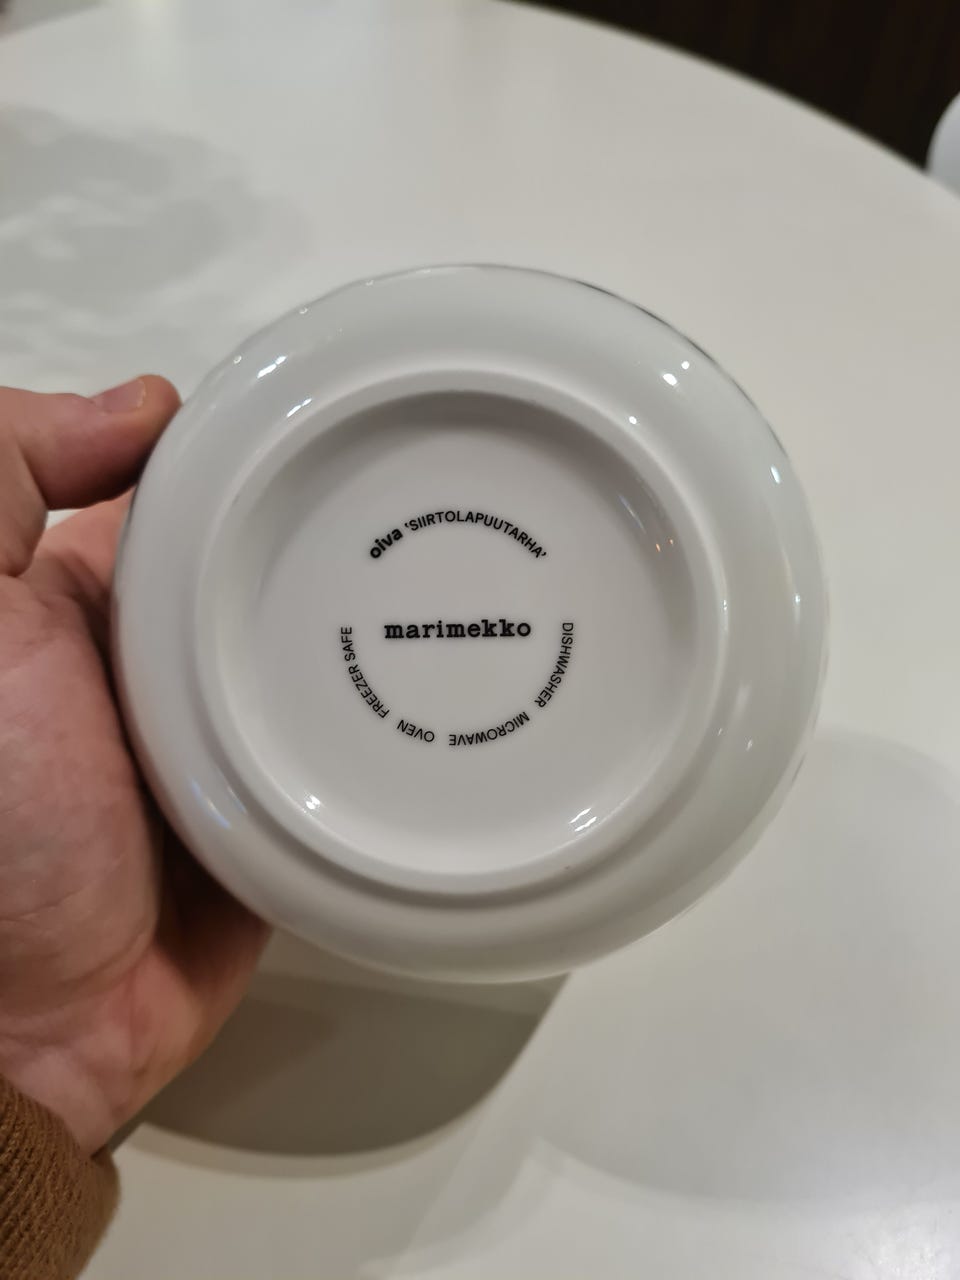 oiva 'SIIRTOLAPUUTARHA'
marimekko
DISHWASHER MICROWAVE OVEN FREEZER SAFE